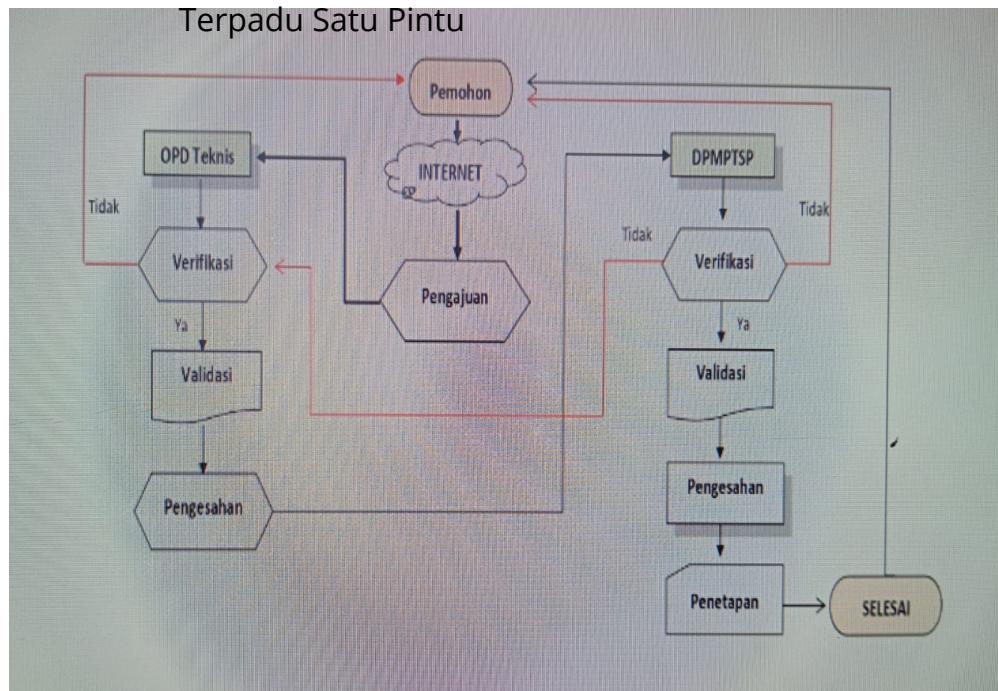 Terpadu Satu Pintu
Pemohon
OPD Teknis
INTERNET
DPMPTSP
Tidak
Tidak
Tidak
Verifikasi
Pengajuan
Verifikasi
Ya
Ya
Validasi
Validasi
Pengesahan
Pengesahan
Penetapan
SELESAI